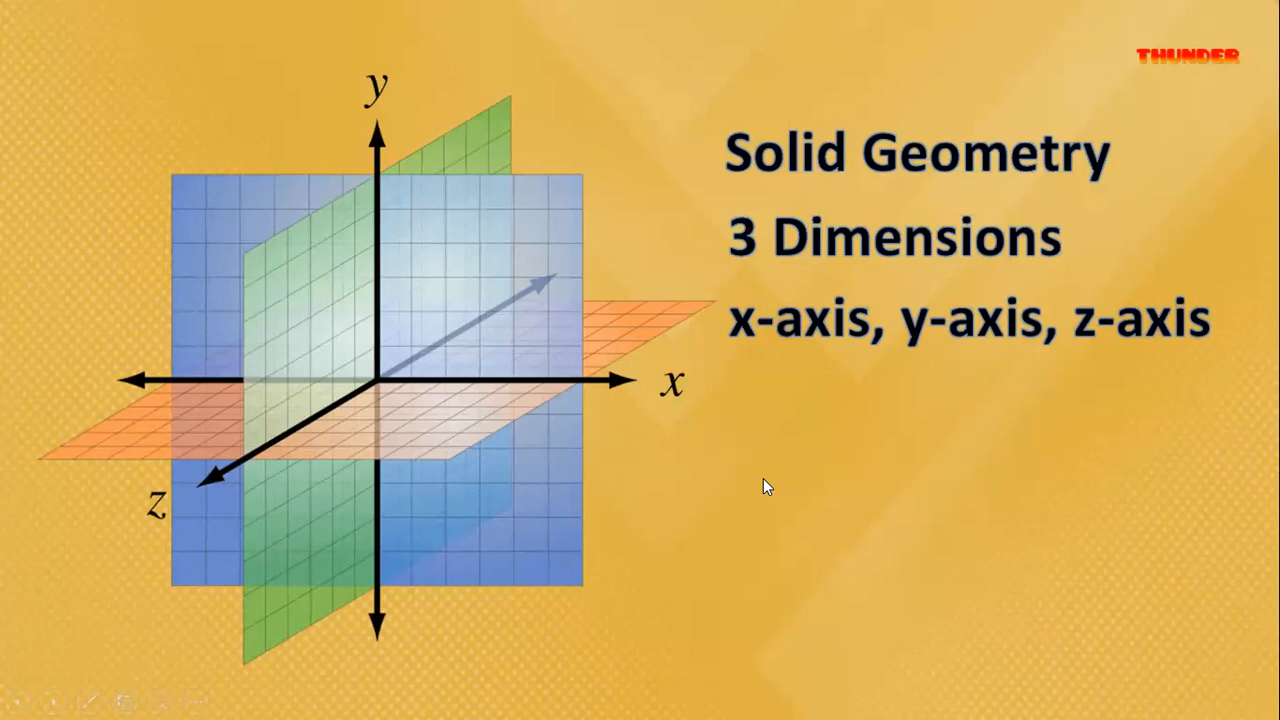 THUNDER
y
Solid Geometry
3 Dimensions
x-axis, y-axis, z-axis
x
z